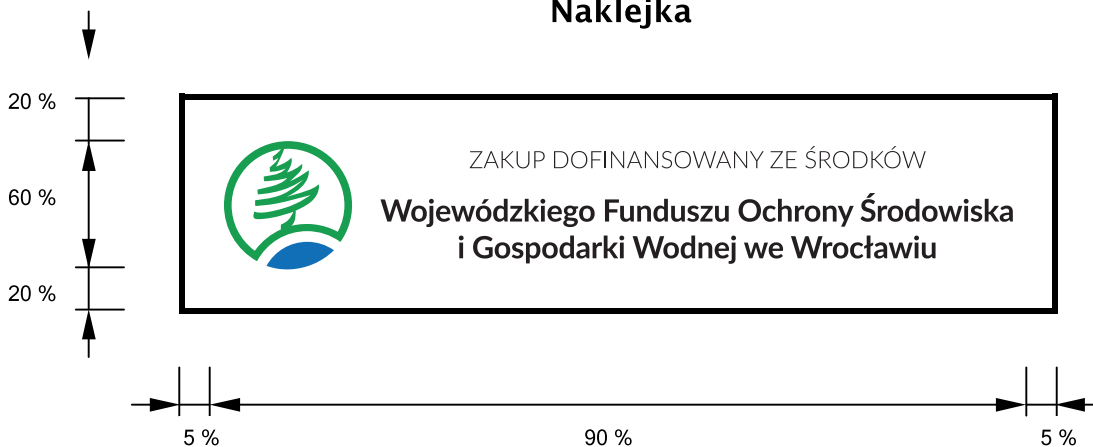 Naklejka
20 %
ZAKUP DOFINANSOWANY ZE ŚRODKÓW
60 %
Wojewódzkiego Funduszu Ochrony Środowiska
i Gospodarki Wodnej we Wrocławiu
20 %
5 %
90 %
5 %